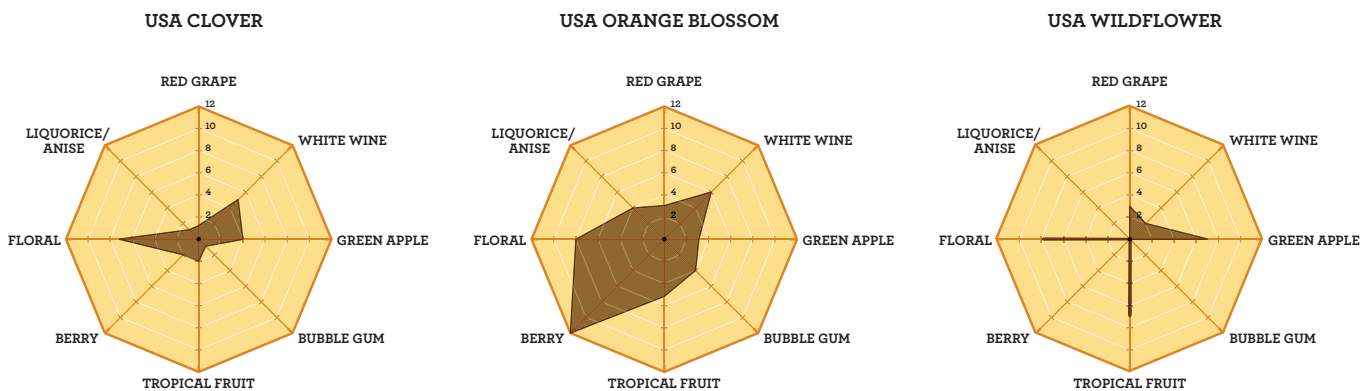 USA CLOVER
RED GRAPE
12
10
8
6
4
2
WHITE WINE
GREEN APPLE
BUBBLE GUM
TROPICAL FRUIT
BERRY
FLORAL
LIQUORICE/
ANISE
USA ORANGE BLOSSOM
RED GRAPE
12
10
8
6
4
2
WHITE WINE
GREEN APPLE
BUBBLE GUM
TROPICAL FRUIT
BERRY
FLORAL
LIQUORICE/
ANISE
USA WILDFLOWER
RED GRAPE
12
10
8
6
4
2
WHITE WINE
GREEN APPLE
BUBBLE GUM
TROPICAL FRUIT
BERRY
FLORAL
LIQUORICE/
ANISE